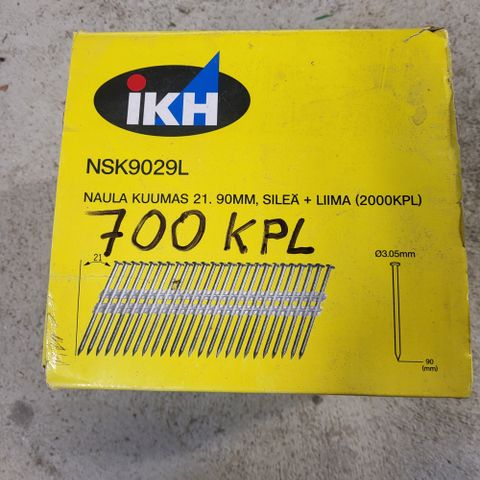 iKH
NSK9029L
NAULA KUUMAS 21. 90MM, SILEÄ + LIIMA (2000KPL)
700 KPL
21
Ø3.05mm
90
(mm)